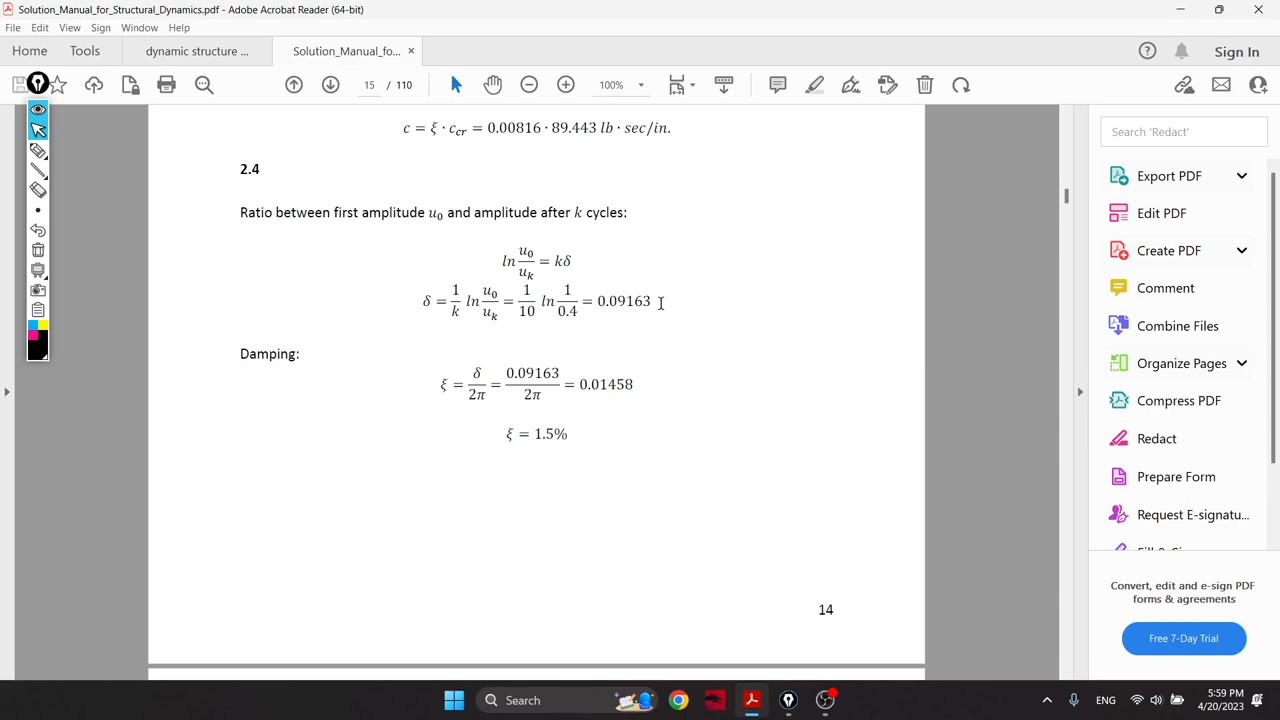 Solution_Manual_for_Structural_Dynamics.pdf - Adobe Acrobat Reader (64-bit)
File Edit View Sign Window Help
Home Tools dynamic structure ... Solution_Manual_fo... × Sign In
15 / 110 100%
c = ξ · c_cr = 0.00816 · 89.443 lb · sec/in.
2.4
Ratio between first amplitude u₀ and amplitude after k cycles:
ln u₀/uₖ = kδ
δ = 1/k ln u₀/uₖ = 1/10 ln 1/0.4 = 0.09163
Damping:
ξ = δ/2π = 0.09163/2π = 0.01458
ξ = 1.5%
14
Search 'Redact'
Export PDF
Edit PDF
Create PDF
Comment
Combine Files
Organize Pages
Compress PDF
Redact
Prepare Form
Request E-signatu...
Convert, edit and e-sign PDF
forms & agreements
Free 7-Day Trial
Search
ENG
5:59 PM
4/20/2023